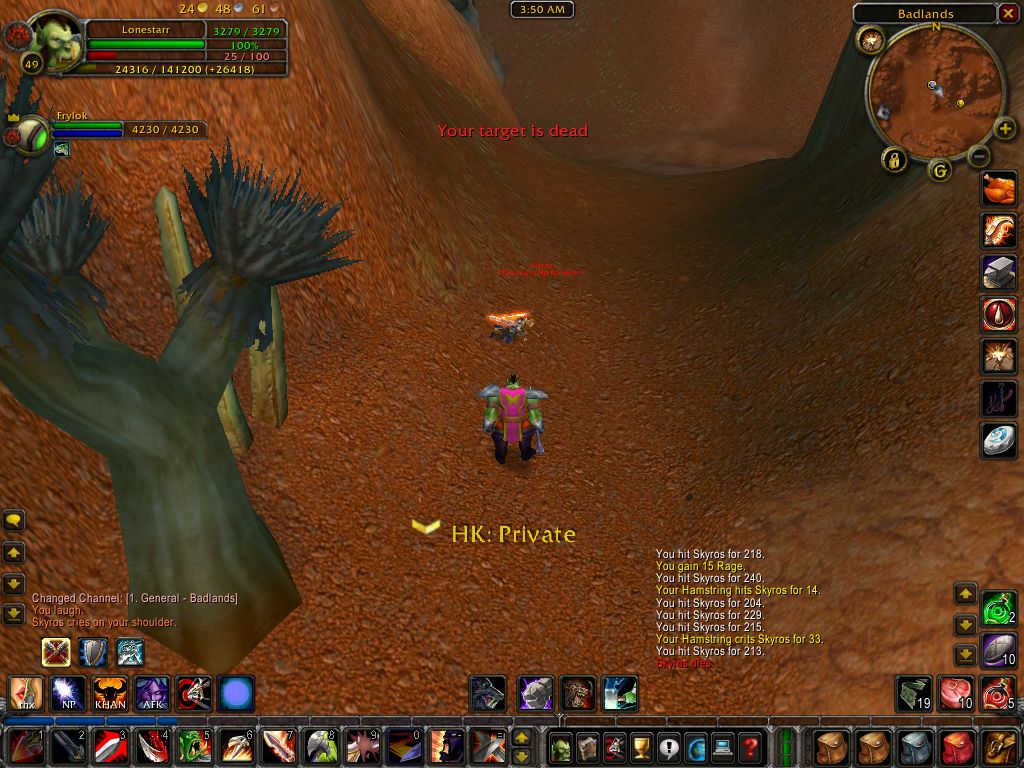 24 48 61
Lonestarr
3279 / 3279
100%
25 / 100
49
24316 / 141200 (+26418)
3:50 AM
Badlands
N
G
Frylok
4230 / 4230
Your target is dead
HK: Private
Changed Channel: [1. General - Badlands]
You laugh.
Skyros cries on your shoulder.
You hit Skyros for 218.
You gain 15 Rage.
You hit Skyros for 240.
Your Hamstring hits Skyros for 14.
You hit Skyros for 204.
You hit Skyros for 229.
You hit Skyros for 215.
Your Hamstring crits Skyros for 33.
You hit Skyros for 213.
Skyros dies.
2
10
thx NP KHAN AFK
19 10 5
1 2 3 4 5 6 7 8 9 0 - =